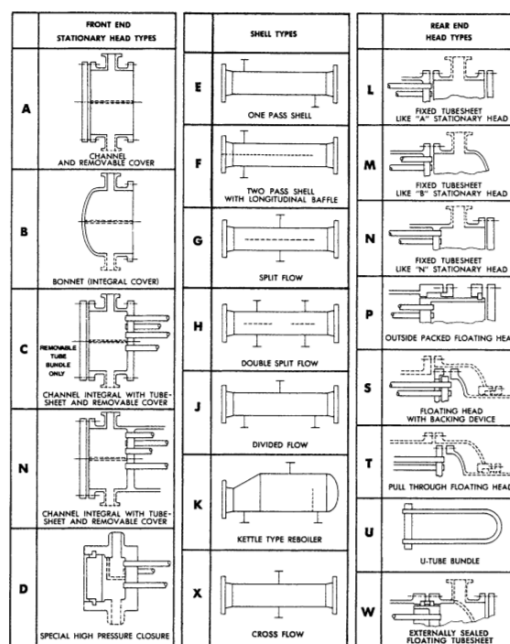 FRONT END
STATIONARY HEAD TYPES
A
CHANNEL
AND REMOVABLE COVER
B
BONNET (INTEGRAL COVER)
C
REMOVABLE
TUBE
BUNDLE
ONLY
CHANNEL INTEGRAL WITH TUBE-
SHEET AND REMOVABLE COVER
N
CHANNEL INTEGRAL WITH TUBE-
SHEET AND REMOVABLE COVER
D
SPECIAL HIGH PRESSURE CLOSURE
SHELL TYPES
E
ONE PASS SHELL
F
TWO PASS SHELL
WITH LONGITUDINAL BAFFLE
G
SPLIT FLOW
H
DOUBLE SPLIT FLOW
J
DIVIDED FLOW
K
KETTLE TYPE REBOILER
X
CROSS FLOW
REAR END
HEAD TYPES
L
FIXED TUBESHEET
LIKE "A" STATIONARY HEAD
M
FIXED TUBESHEET
LIKE "B" STATIONARY HEAD
N
FIXED TUBESHEET
LIKE "N" STATIONARY HEAD
P
OUTSIDE PACKED FLOATING HEAD
S
FLOATING HEAD
WITH BACKING DEVICE
T
PULL THROUGH FLOATING HEAD
U
U-TUBE BUNDLE
W
EXTERNALLY SEALED
FLOATING TUBESHEET